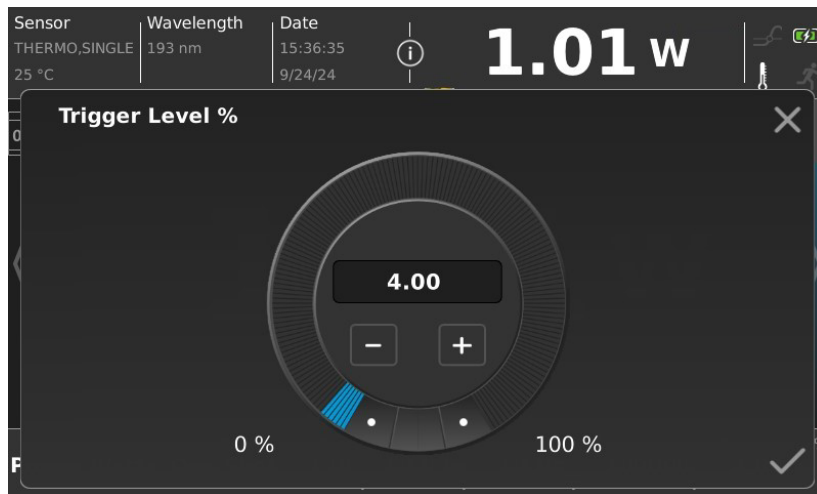 Sensor
THERMO,SINGLE
25 °C
Wavelength
193 nm
Date
15:36:35
9/24/24
i
1.01 W
Trigger Level %
4.00
− +
0 %
100 %